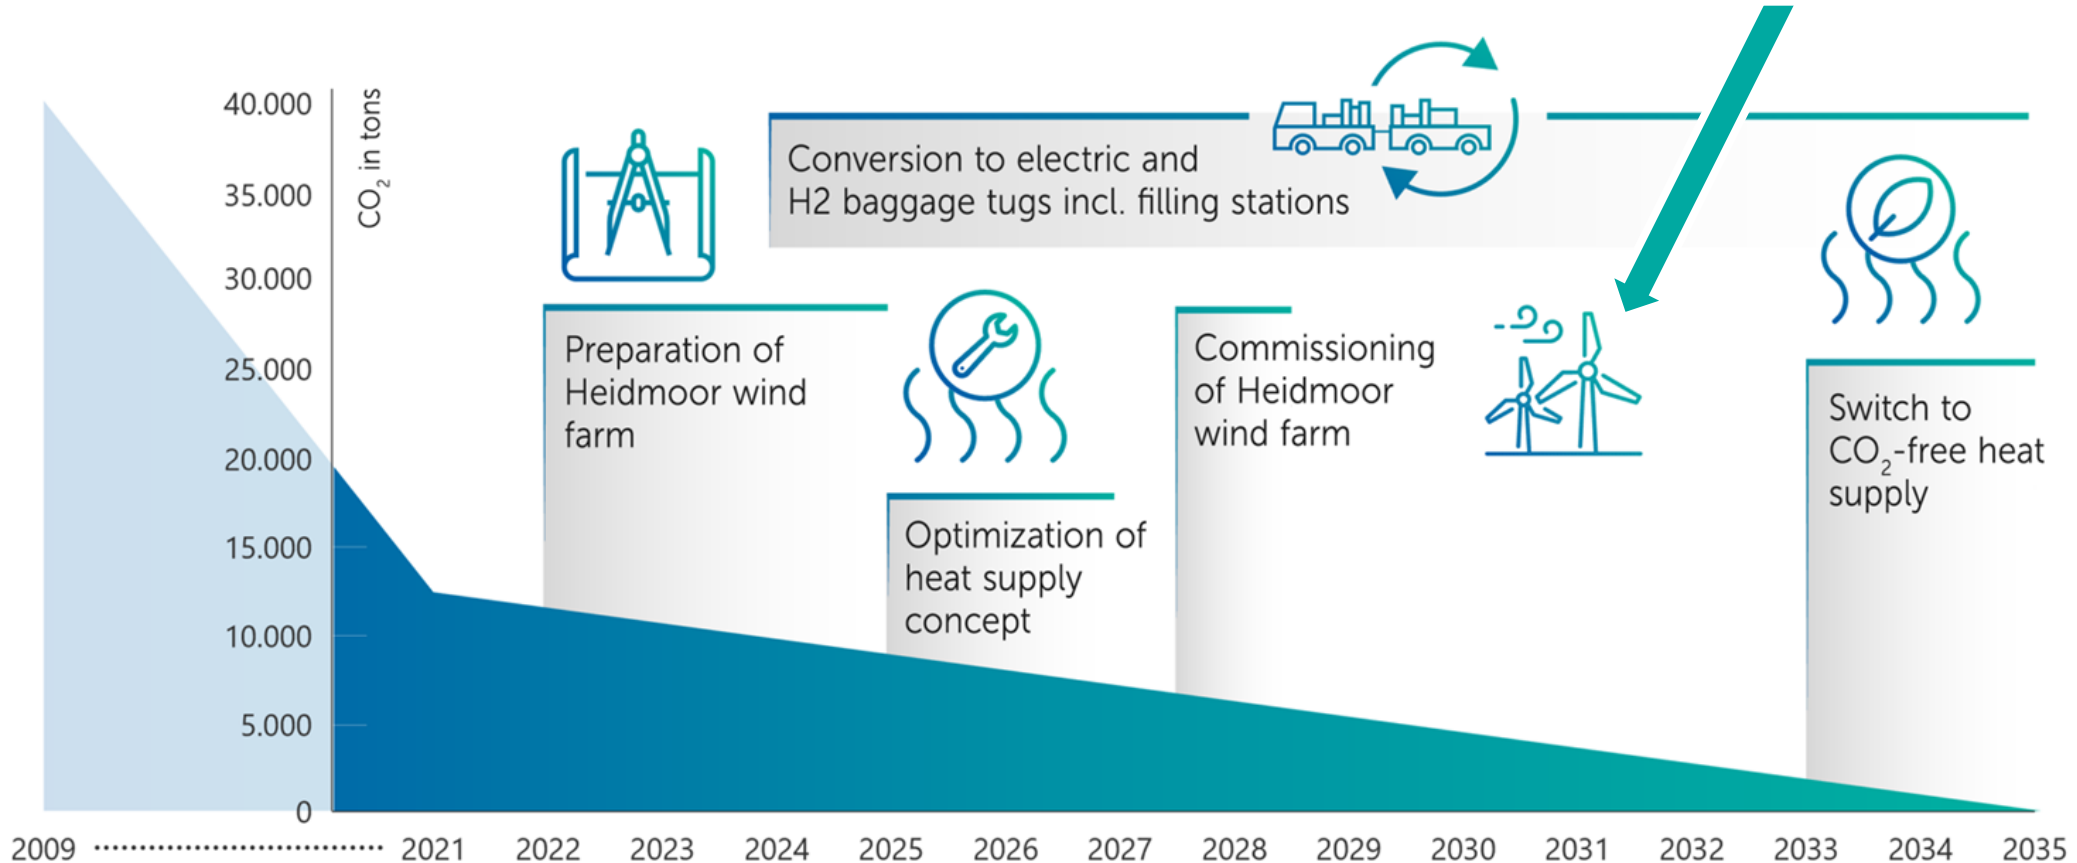 40.000
35.000
30.000
25.000
20.000
15.000
10.000
5.000
0
CO₂ in tons
Conversion to electric and
H2 baggage tugs incl. filling stations
Preparation of
Heidmoor wind
farm
Optimization of
heat supply
concept
Commissioning
of Heidmoor
wind farm
Switch to
CO₂-free heat
supply
2009 2021 2022 2023 2024 2025 2026 2027 2028 2029 2030 2031 2032 2033 2034 2035